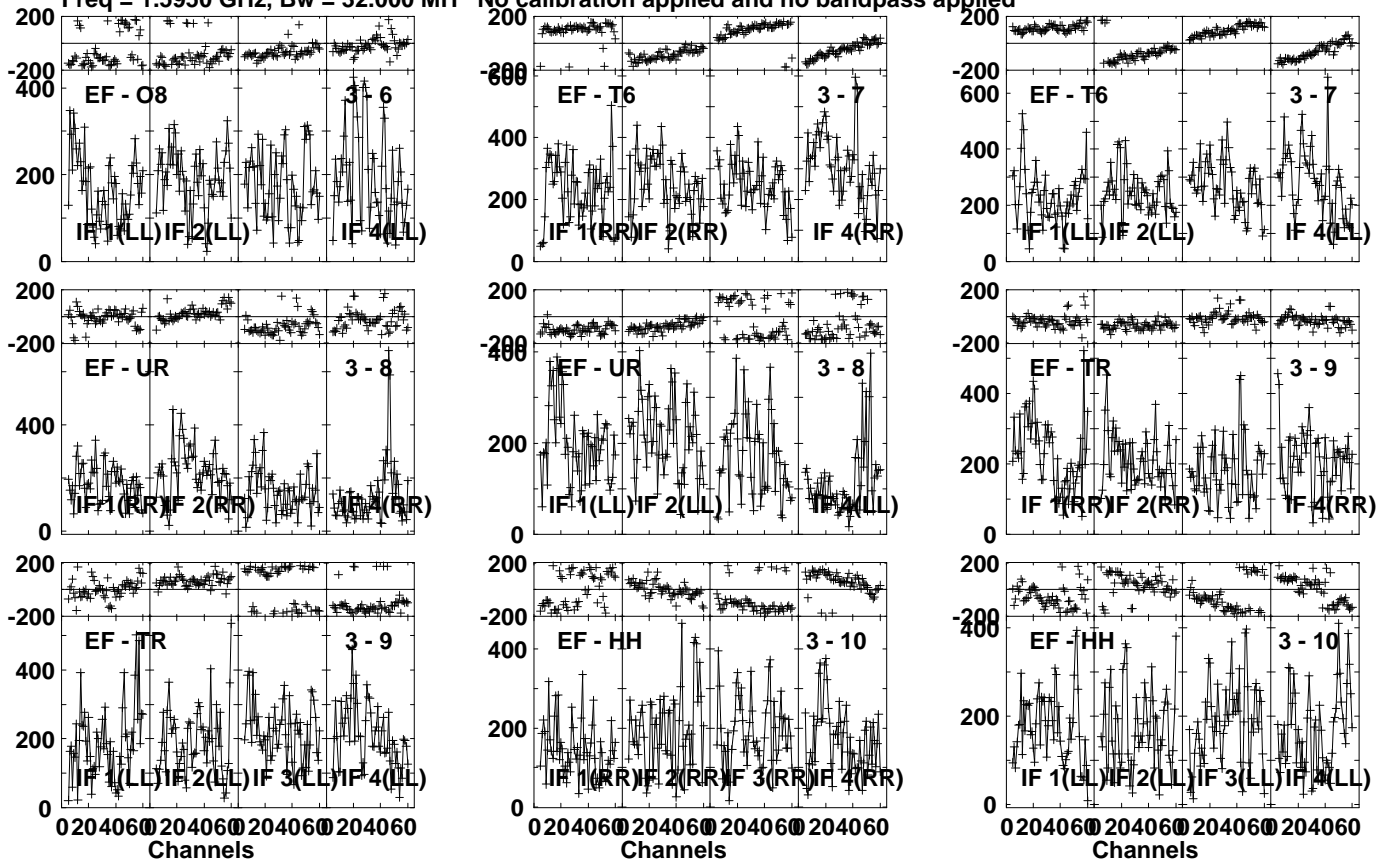 Freq = 1.5950 GHz, Bw = 32.000 MH No calibration applied and no bandpass applied
200
-200
400
200
0
EF - O8
3 - 6
IF 1(LL)
IF 2(LL)
IF 4(LL)
200
-200
600
400
200
0
EF - T6
3 - 7
IF 1(RR)
IF 2(RR)
IF 4(RR)
200
-200
600
400
200
0
EF - T6
3 - 7
IF 1(LL)
IF 2(LL)
IF 4(LL)
200
-200
400
0
EF - UR
3 - 8
IF 1(RR)
IF 2(RR)
IF 4(RR)
200
-200
400
200
0
EF - UR
3 - 8
IF 1(LL)
IF 2(LL)
IF 4(LL)
200
-200
400
200
0
EF - TR
3 - 9
IF 1(RR)
IF 2(RR)
IF 4(RR)
200
-200
400
200
0
EF - TR
3 - 9
IF 1(LL)
IF 2(LL)
IF 3(LL)
IF 4(LL)
0 20 40 60 0 20 40 60 0 20 40 60 0 20 40 60
Channels
200
-200
400
200
0
EF - HH
3 - 10
IF 1(RR)
IF 2(RR)
IF 3(RR)
IF 4(RR)
0 20 40 60 0 20 40 60 0 20 40 60 0 20 40 60
Channels
200
-200
400
200
0
EF - HH
3 - 10
IF 1(LL)
IF 2(LL)
IF 3(LL)
IF 4(LL)
0 20 40 60 0 20 40 60 0 20 40 60 0 20 40 60
Channels